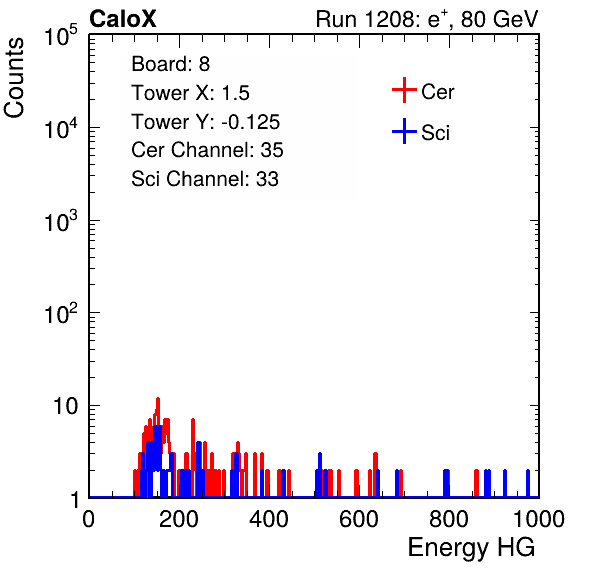 CaloX Run 1208: e⁺, 80 GeV
Counts
Board: 8
Tower X: 1.5
Tower Y: -0.125
Cer Channel: 35
Sci Channel: 33
Cer
Sci
10⁵
10⁴
10³
10²
10
1
0 200 400 600 800 1000
Energy HG